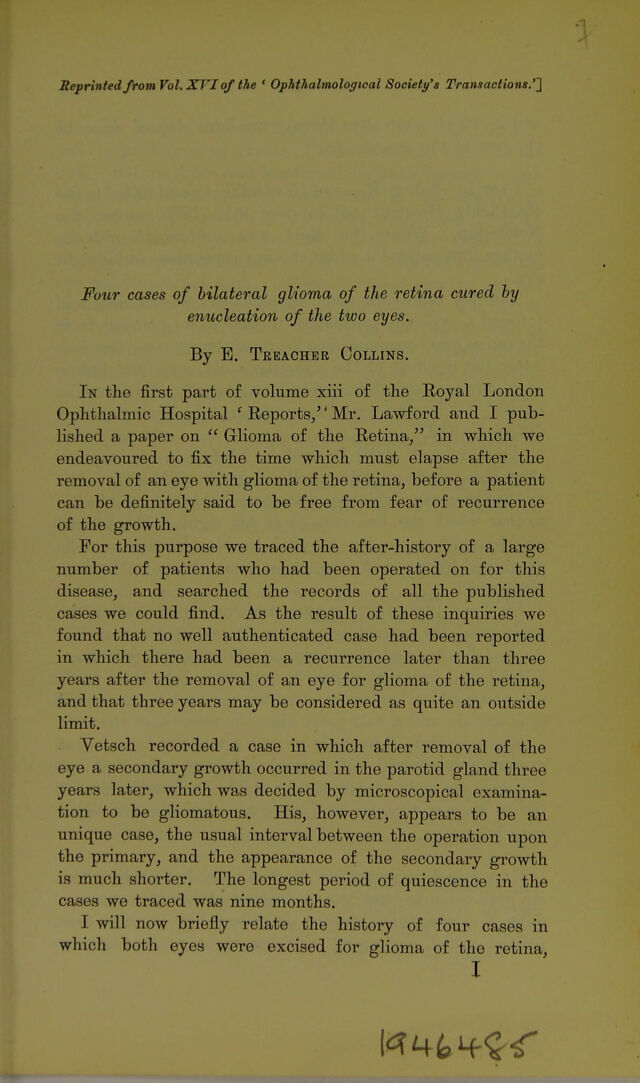 Reprinted from Vol. XVI of the ‘ Ophthalmological Society's Transactions.’]
Four cases of bilateral glioma of the retina cured by
enucleation of the two eyes.
By E. Treacher Collins.
In the first part of volume xiii of the Royal London
Ophthalmic Hospital ‘ Reports,’ Mr. Lawford and I pub-
lished a paper on “ Glioma of the Retina,” in which we
endeavoured to fix the time which must elapse after the
removal of an eye with glioma of the retina, before a patient
can be definitely said to be free from fear of recurrence
of the growth.
For this purpose we traced the after-history of a large
number of patients who had been operated on for this
disease, and searched the records of all the published
cases we could find. As the result of these inquiries we
found that no well authenticated case had been reported
in which there had been a recurrence later than three
years after the removal of an eye for glioma of the retina,
and that three years may be considered as quite an outside
limit.
Vetsch recorded a case in which after removal of the
eye a secondary growth occurred in the parotid gland three
years later, which was decided by microscopical examina-
tion to be gliomatous. His, however, appears to be an
unique case, the usual interval between the operation upon
the primary, and the appearance of the secondary growth
is much shorter. The longest period of quiescence in the
cases we traced was nine months.
I will now briefly relate the history of four cases in
which both eyes were excised for glioma of the retina,
I
1946485